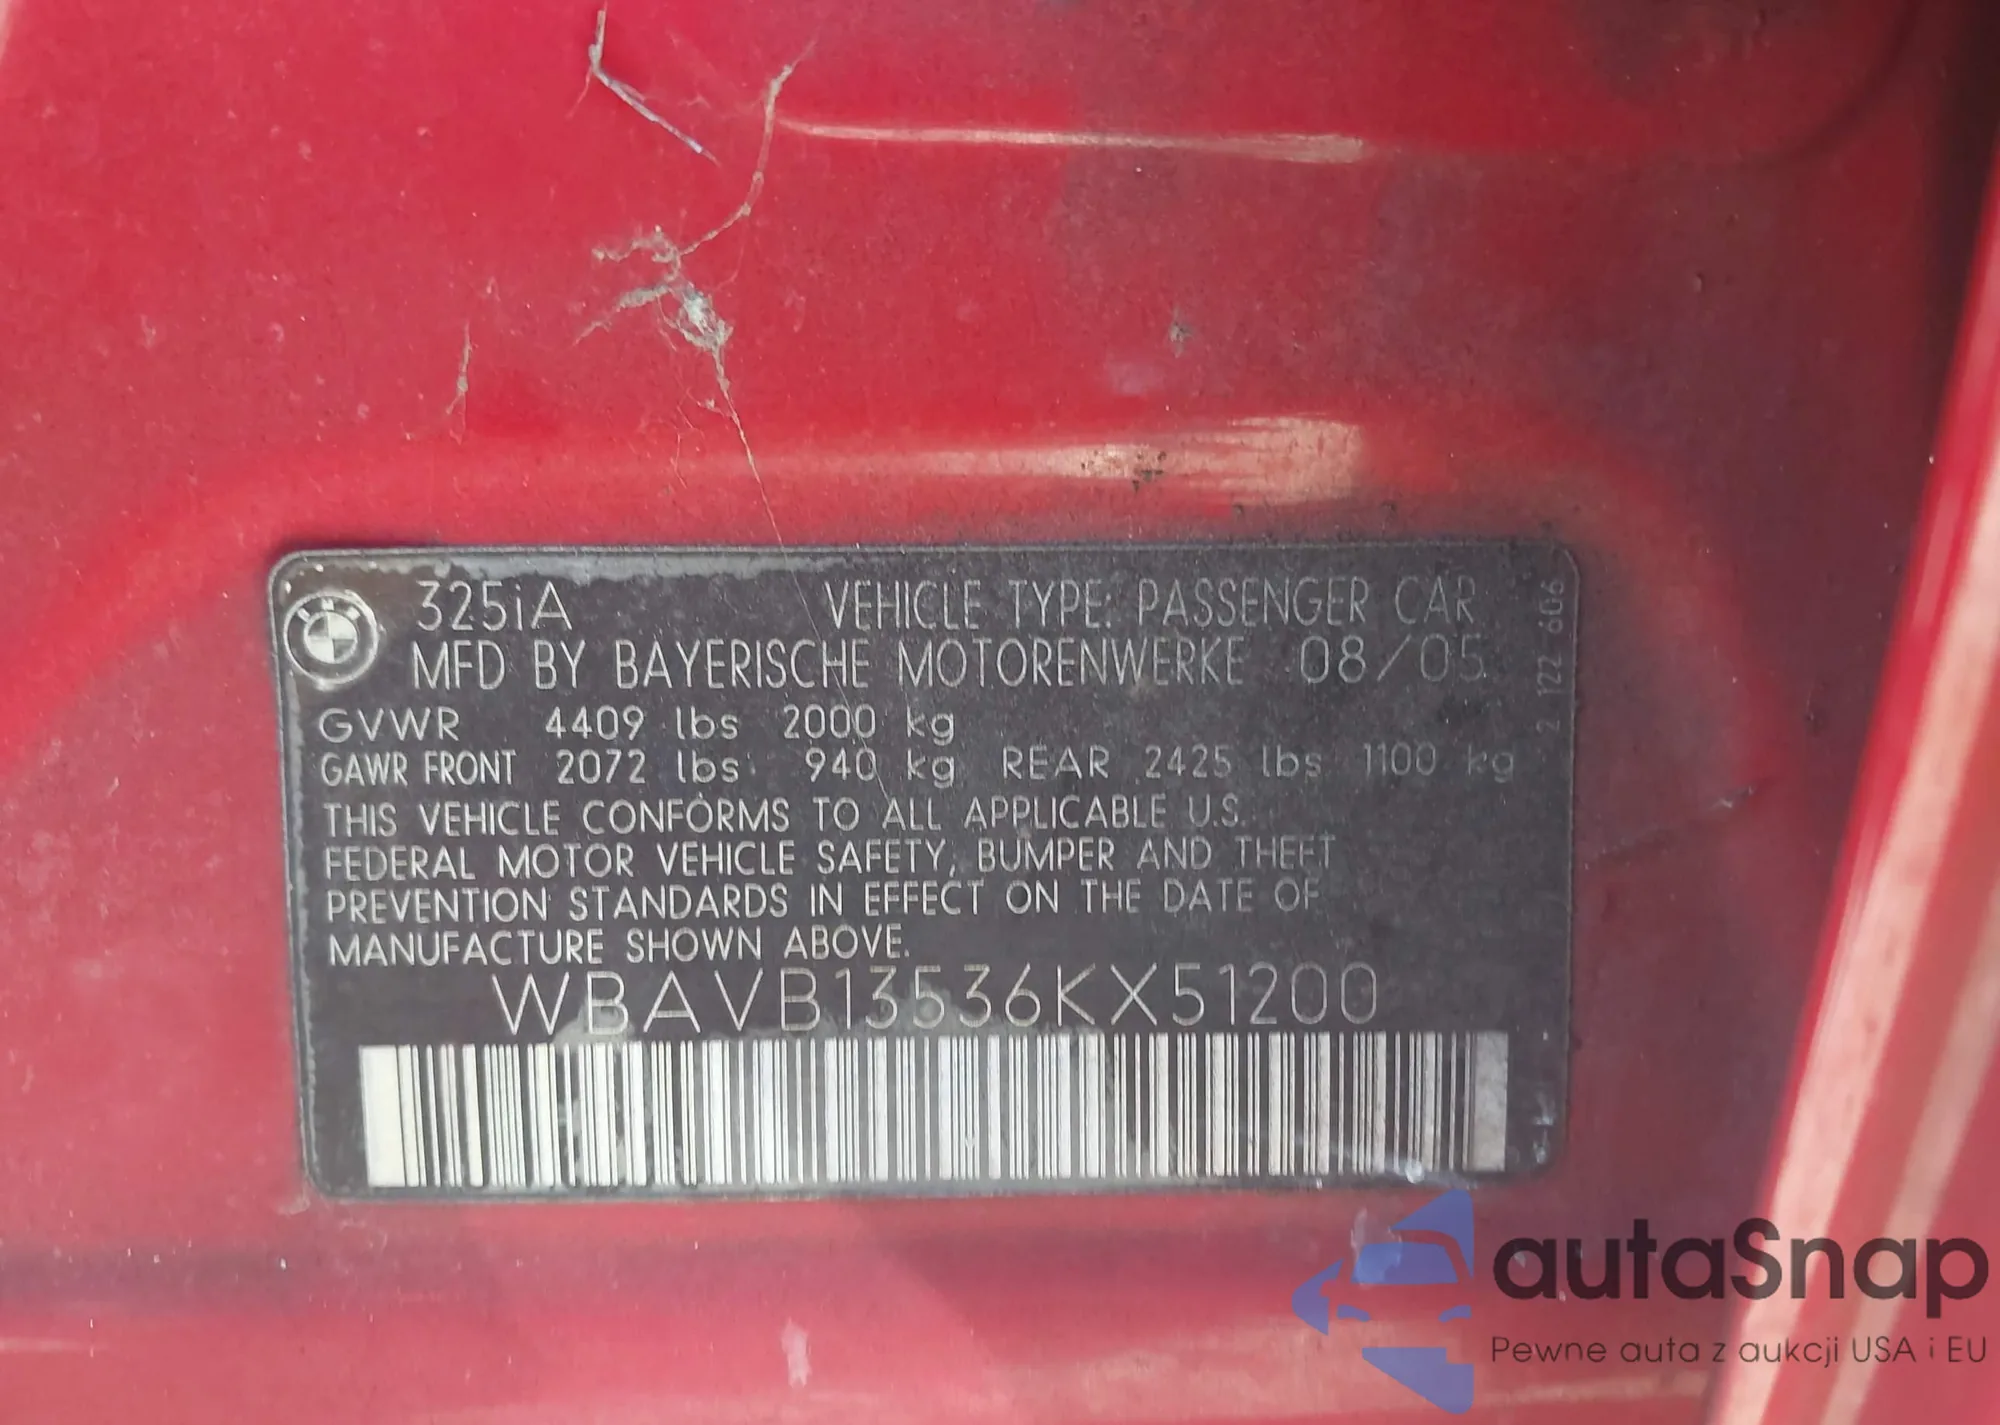 325iA VEHICLE TYPE: PASSENGER CAR
MFD BY BAYERISCHE MOTORENWERKE 08/05
GVWR 4409 lbs 2000 kg
GAWR FRONT 2072 lbs 940 kg REAR 2425 lbs 1100 kg
THIS VEHICLE CONFORMS TO ALL APPLICABLE U.S.
FEDERAL MOTOR VEHICLE SAFETY, BUMPER AND THEFT
PREVENTION STANDARDS IN EFFECT ON THE DATE OF
MANUFACTURE SHOWN ABOVE.
WBAVB13536KX51200
2 122 606
autaSnap
Pewne auta z aukcji USA i EU